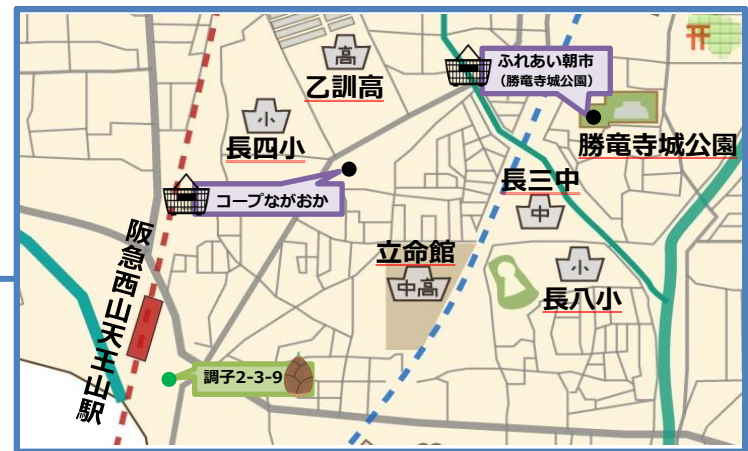 高
乙訓高
ふれあい朝市
（勝竜寺城公園）
小
長四小
勝竜寺城公園
長三中
中
コープながおか
立命館
中高
小
長八小
阪急西山天王山駅
調子2-3-9